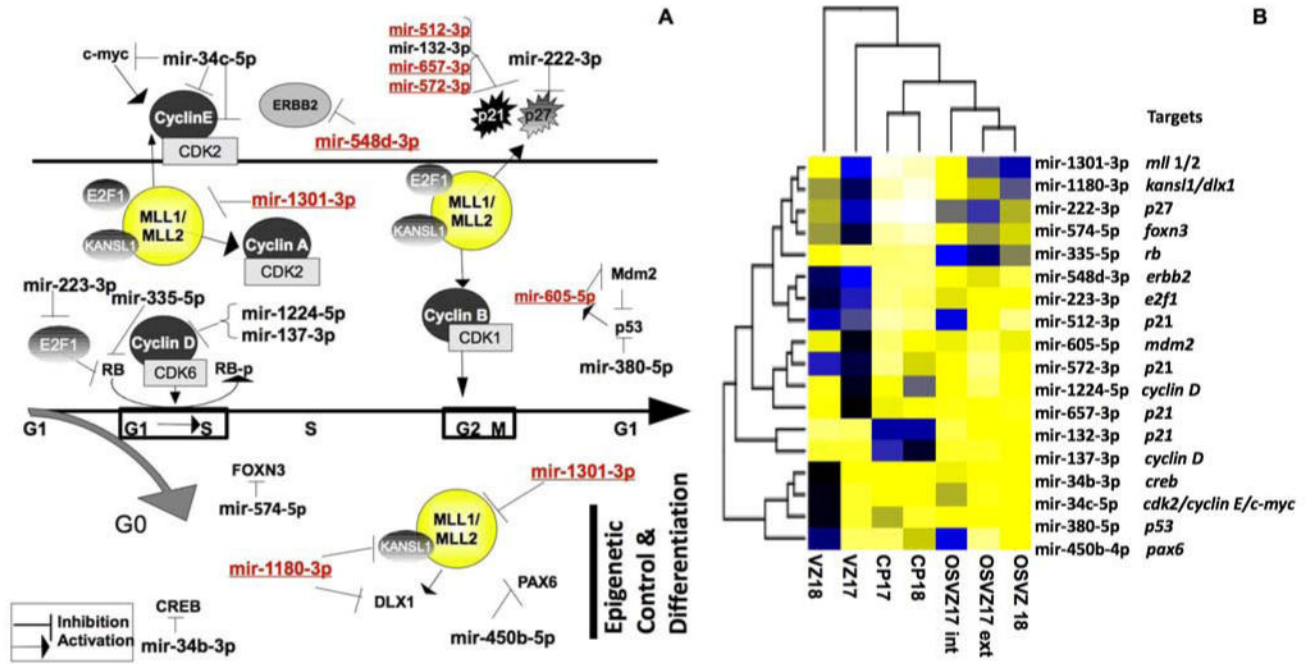 A
mir-512-3p
mir-132-3p
mir-657-3p
mir-572-3p
mir-222-3p
c-myc
mir-34c-5p
CyclinE
CDK2
ERBB2
mir-548d-3p
p21
p27
E2F1
MLL1/
MLL2
KANSL1
mir-1301-3p
Cyclin A
CDK2
E2F1
MLL1/
MLL2
KANSL1
mir-223-3p
mir-335-5p
E2F1
RB
Cyclin D
CDK6
RB-p
mir-1224-5p
mir-137-3p
Cyclin B
CDK1
mir-605-5p
Mdm2
p53
mir-380-5p
G1
G1
S
S
G2 M
G1
G0
FOXN3
mir-574-5p
mir-1301-3p
MLL1/
MLL2
KANSL1
mir-1180-3p
DLX1
PAX6
mir-450b-5p
Epigenetic
Control &
Differentiation
Inhibition
Activation
CREB
mir-34b-3p
B
Targets
mir-1301-3p mll 1/2
mir-1180-3p kansl1/dlx1
mir-222-3p p27
mir-574-5p foxn3
mir-335-5p rb
mir-548d-3p erbb2
mir-223-3p e2f1
mir-512-3p p21
mir-605-5p mdm2
mir-572-3p p21
mir-1224-5p cyclin D
mir-657-3p p21
mir-132-3p p21
mir-137-3p cyclin D
mir-34b-3p creb
mir-34c-5p cdk2/cyclin E/c-myc
mir-380-5p p53
mir-450b-4p pax6
VZ18
VZ17
CP17
CP18
OSVZ17 int
OSVZ17 ext
OSVZ 18